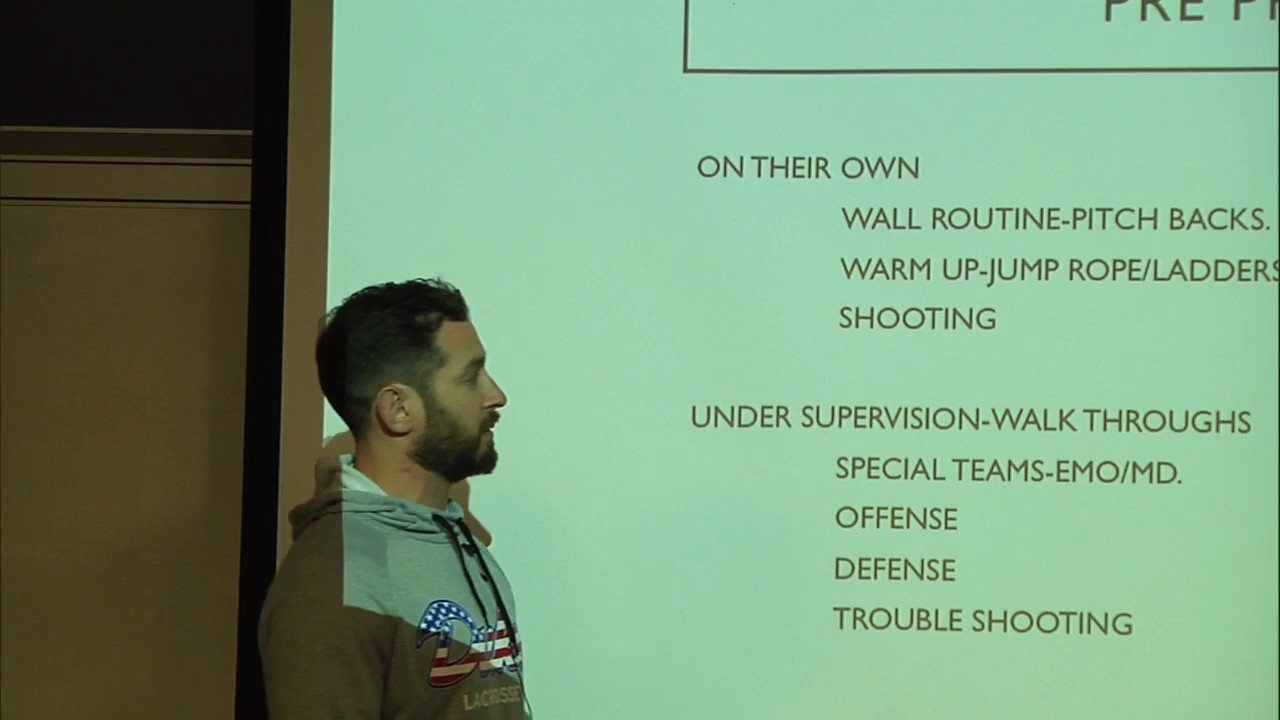 PRE
ON THEIR OWN
WALL ROUTINE-PITCH BACKS.
WARM UP-JUMP ROPE/LADDERS
SHOOTING
UNDER SUPERVISION-WALK THROUGHS
SPECIAL TEAMS-EMO/MD.
OFFENSE
DEFENSE
TROUBLE SHOOTING
LACROSSE